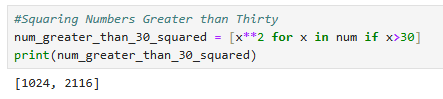 #Squaring Numbers Greater than Thirty
num_greater_than_30_squared = [x**2 for x in num if x>30]
print(num_greater_than_30_squared)
[1024, 2116]